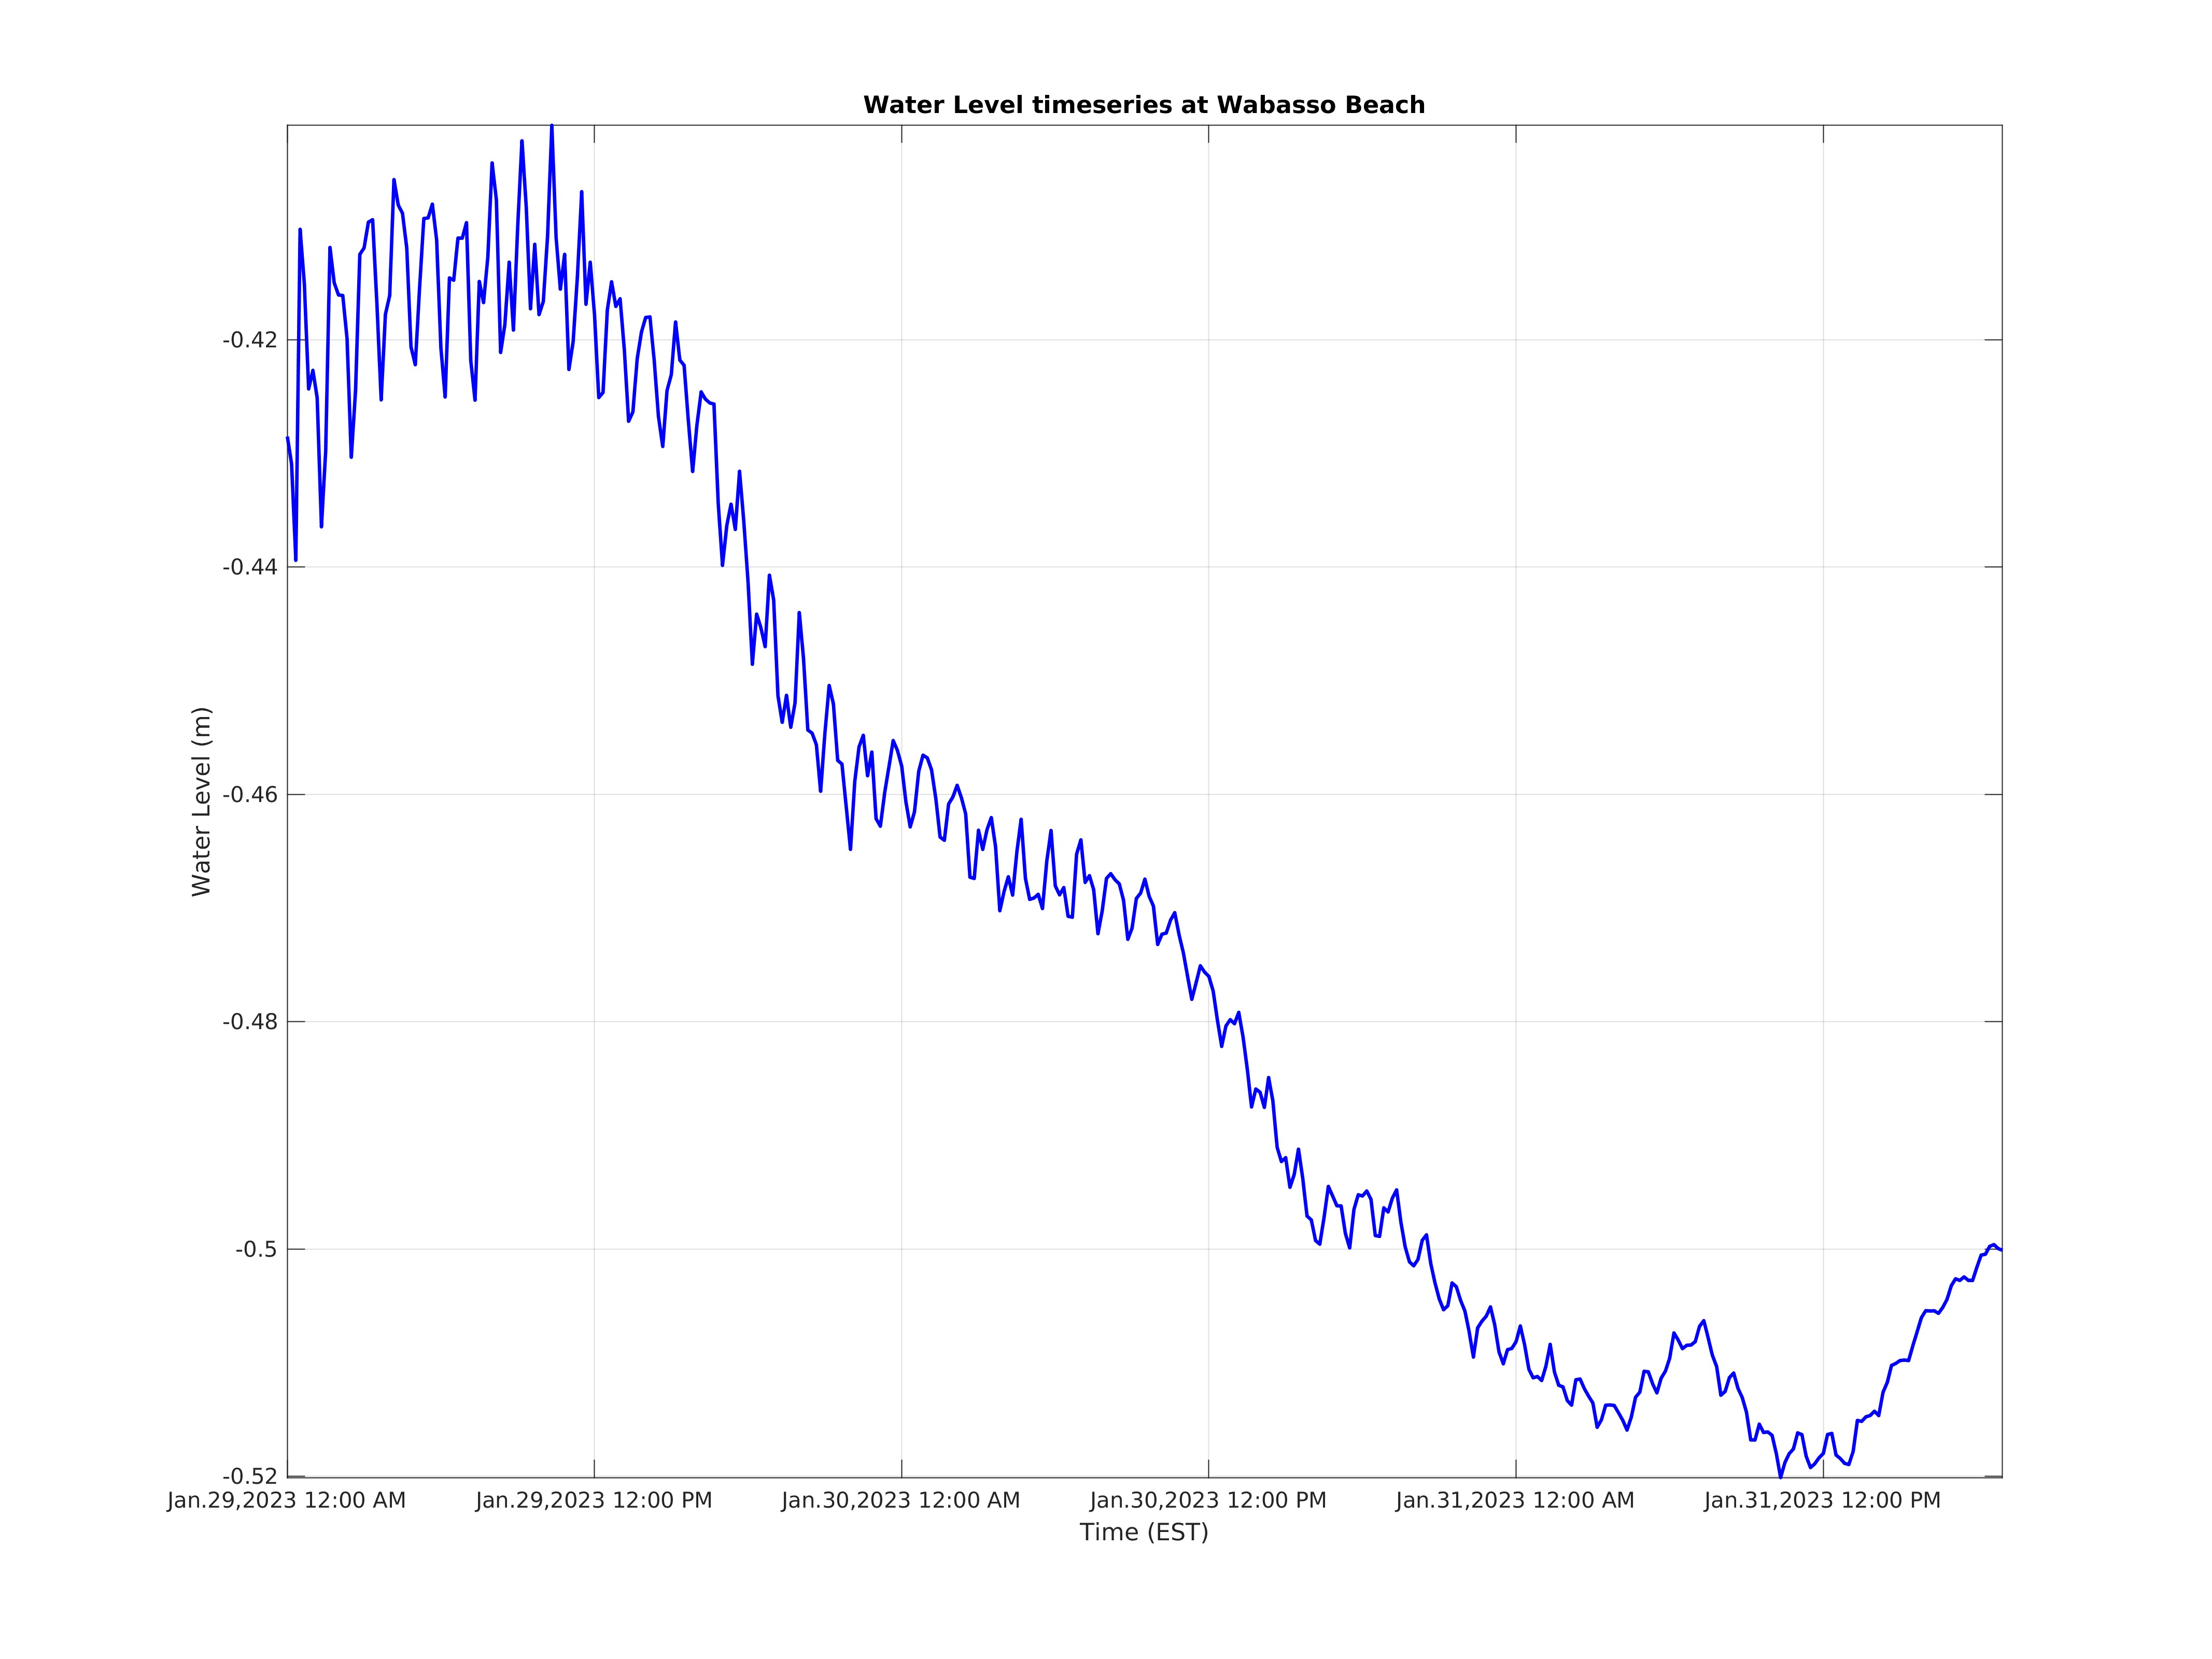 Water Level timeseries at Wabasso Beach
-0.42
-0.44
-0.46
-0.48
-0.5
-0.52
Water Level (m)
Jan.29,2023 12:00 AM Jan.29,2023 12:00 PM Jan.30,2023 12:00 AM Jan.30,2023 12:00 PM Jan.31,2023 12:00 AM Jan.31,2023 12:00 PM
Time (EST)